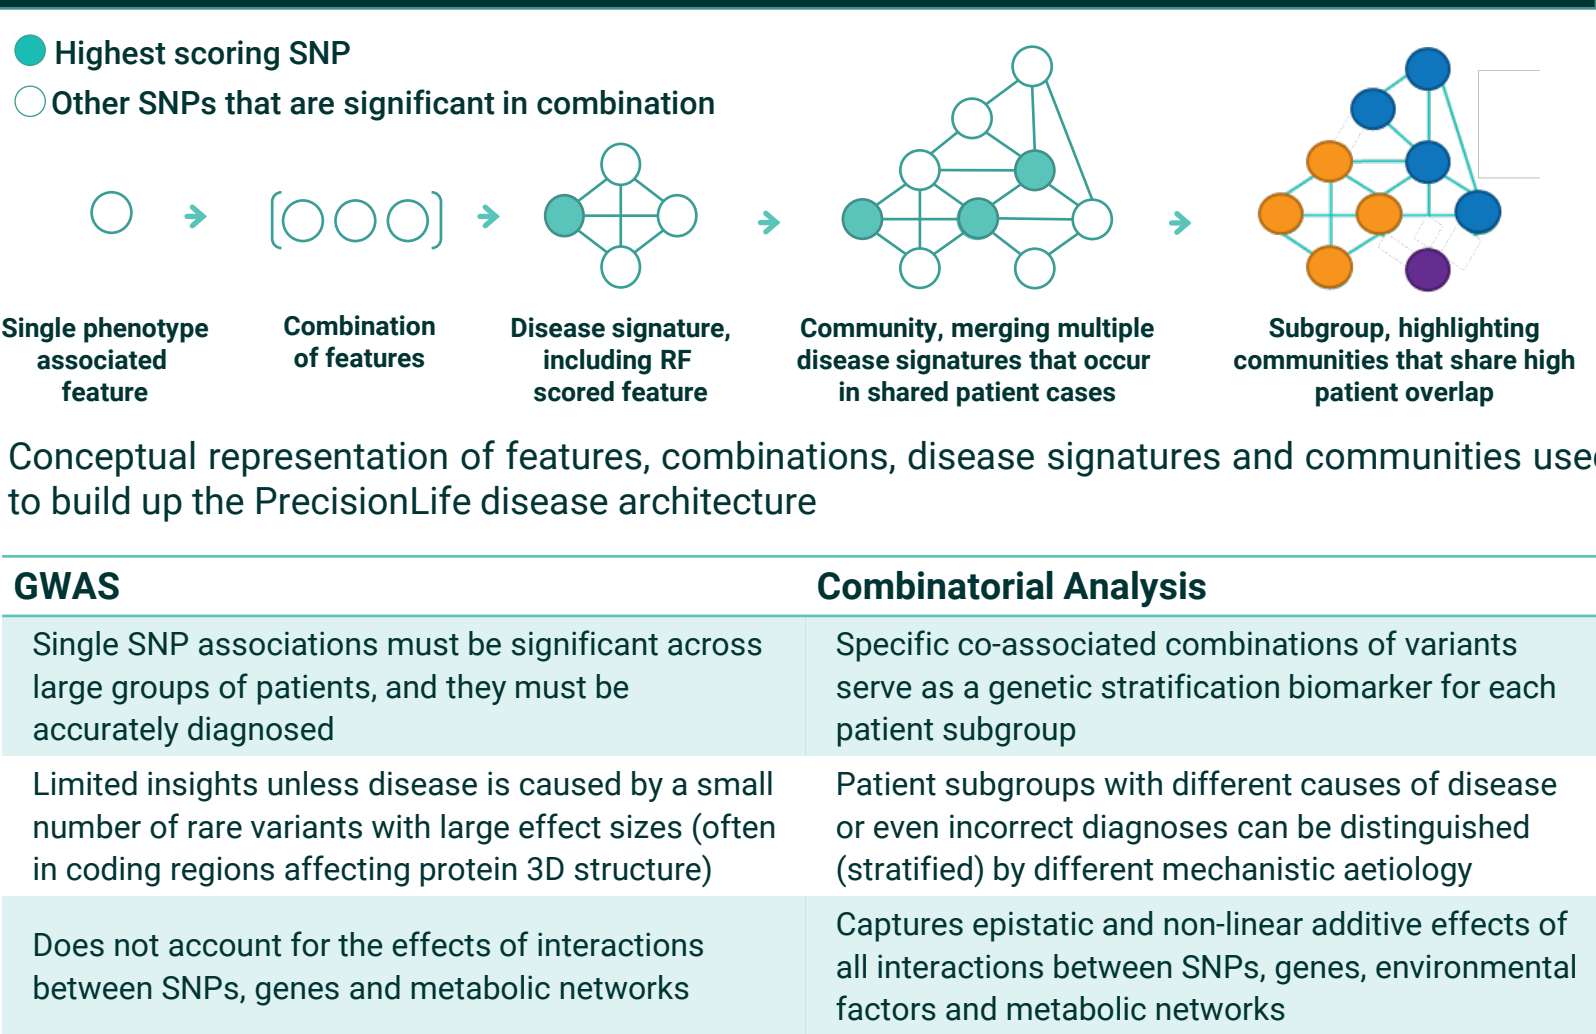 Highest scoring SNP
Other SNPs that are significant in combination
Single phenotype
associated
feature
Combination
of features
Disease signature,
including RF
scored feature
Community, merging multiple
disease signatures that occur
in shared patient cases
Subgroup, highlighting
communities that share high
patient overlap
Conceptual representation of features, combinations, disease signatures and communities use
to build up the PrecisionLife disease architecture
GWAS
Combinatorial Analysis
Single SNP associations must be significant across
large groups of patients, and they must be
accurately diagnosed
Specific co-associated combinations of variants
serve as a genetic stratification biomarker for each
patient subgroup
Limited insights unless disease is caused by a small
number of rare variants with large effect sizes (often
in coding regions affecting protein 3D structure)
Patient subgroups with different causes of disease
or even incorrect diagnoses can be distinguished
(stratified) by different mechanistic aetiology
Does not account for the effects of interactions
between SNPs, genes and metabolic networks
Captures epistatic and non-linear additive effects of
all interactions between SNPs, genes, environmental
factors and metabolic networks